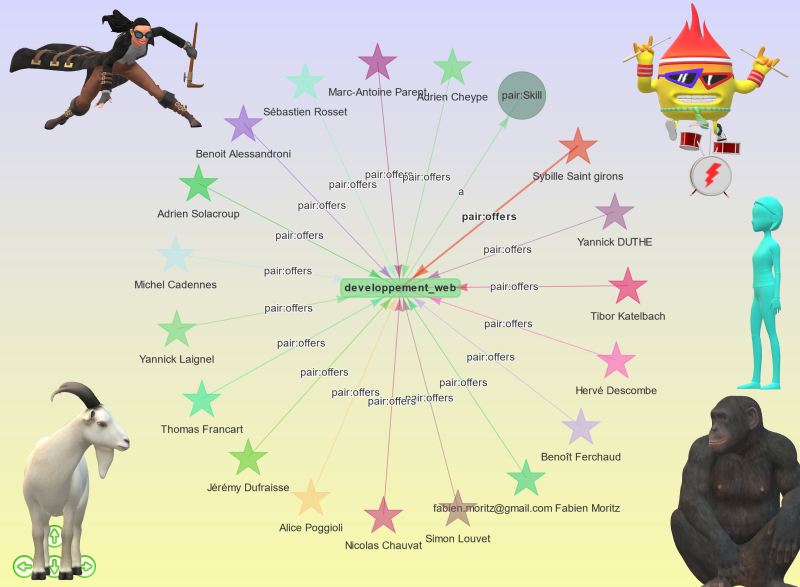 Marc-Antoine Parent
Adrien Cheype
pair:Skill
Sébastien Rosset
Benoit Alessandroni
Sybille Saint girons
pair:offers
pair:offers
pair:offers
a
pair:offers
Adrien Solacroup
pair:offers
Yannick DUTHE
pair:offers
pair:offers
Michel Cadennes
pair:offers
developpement_web
pair:offers
Tibor Katelbach
pair:offers
pair:offers
Yannick Laignel
pair:offers
pair:offers
Hervé Descombe
pair:offers
pair:offers
pair:offers
pair:offers
pair:offers
Thomas Francart
Benoît Ferchaud
Jérémy Dufraisse
fabien.moritz@gmail.com Fabien Moritz
Alice Poggioli
Simon Louvet
Nicolas Chauvat